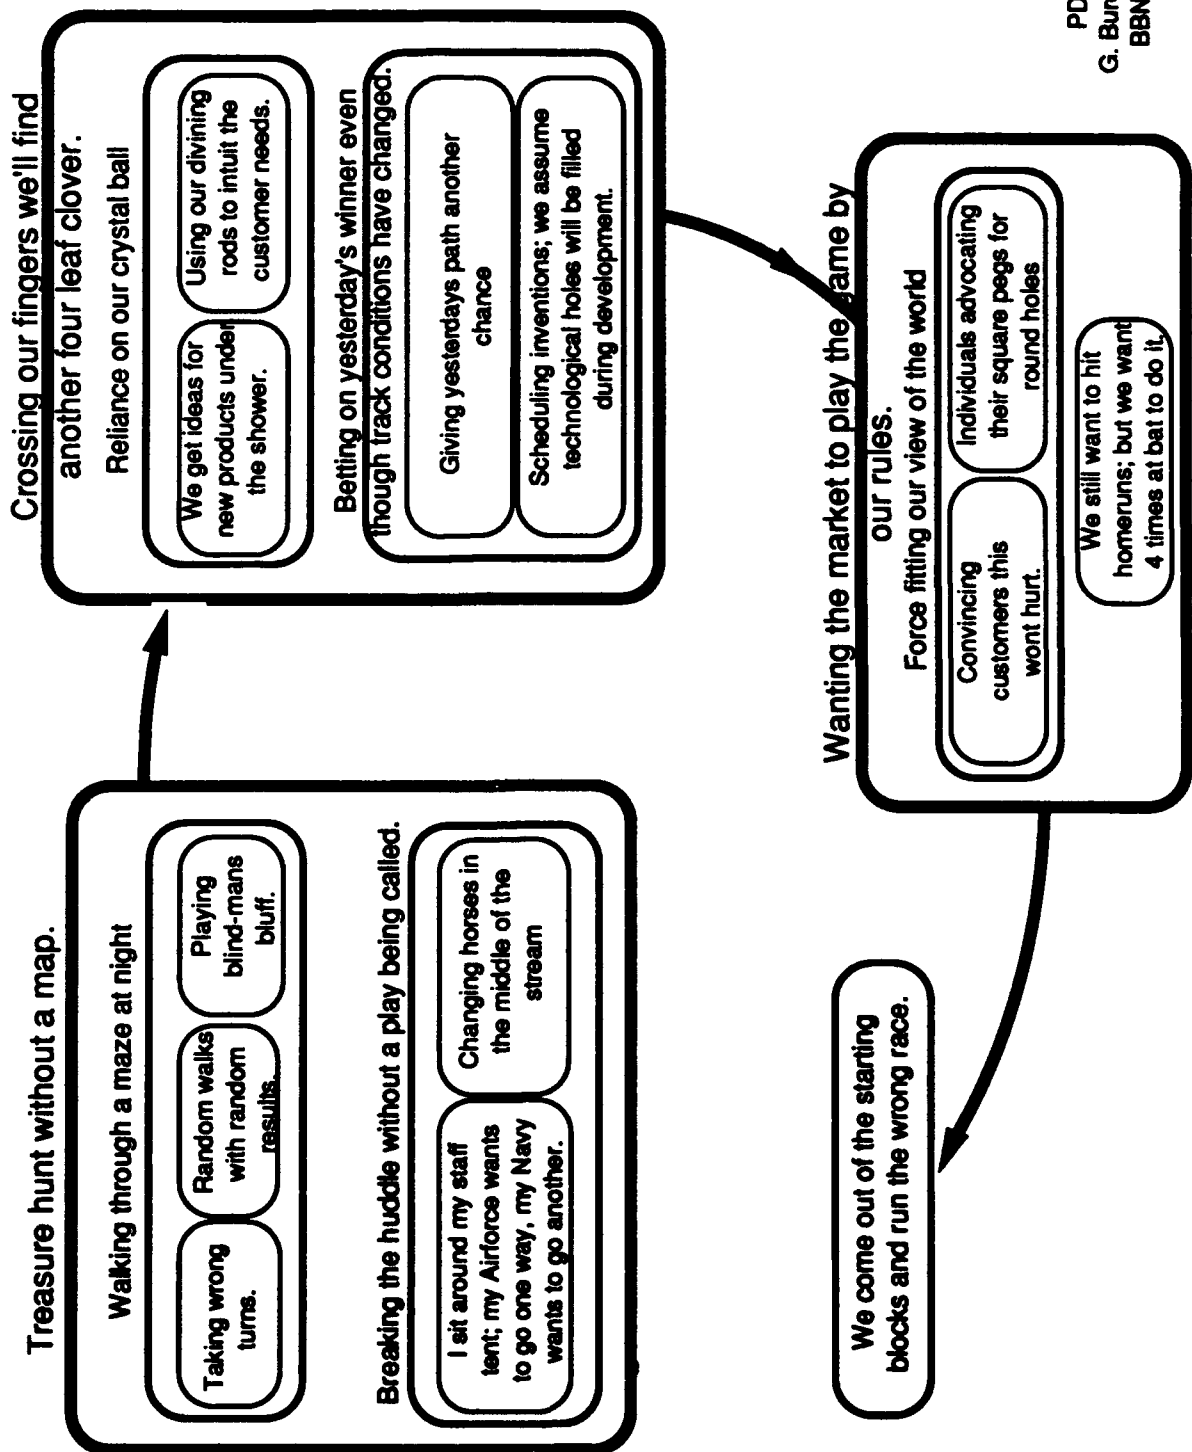 Treasure hunt without a map.
Walking through a maze at night
Taking wrong
turns.
Random walks
with random
results.
Playing
blind-mans
bluff.
Breaking the huddle without a play being called.
I sit around my staff
tent; my Airforce wants
to go one way, my Navy
wants to go another.
Changing horses in
the middle of the
stream
Crossing our fingers we'll find
another four leaf clover.
Reliance on our crystal ball
We get ideas for
new products under
the shower.
Using our divining
rods to intuit the
customer needs.
Betting on yesterday's winner even
though track conditions have changed.
Giving yesterdays path another
chance
Scheduling inventions; we assume
technological holes will be filled
during development.
We come out of the starting
blocks and run the wrong race.
Wanting the market to play the game by
our rules.
Force fitting our view of the world
Convincing
customers this
wont hurt.
Individuals advocating
their square pegs for
round holes
We still want to hit
homeruns; but we want
4 times at bat to do it.
PD
G. Bur
BBN